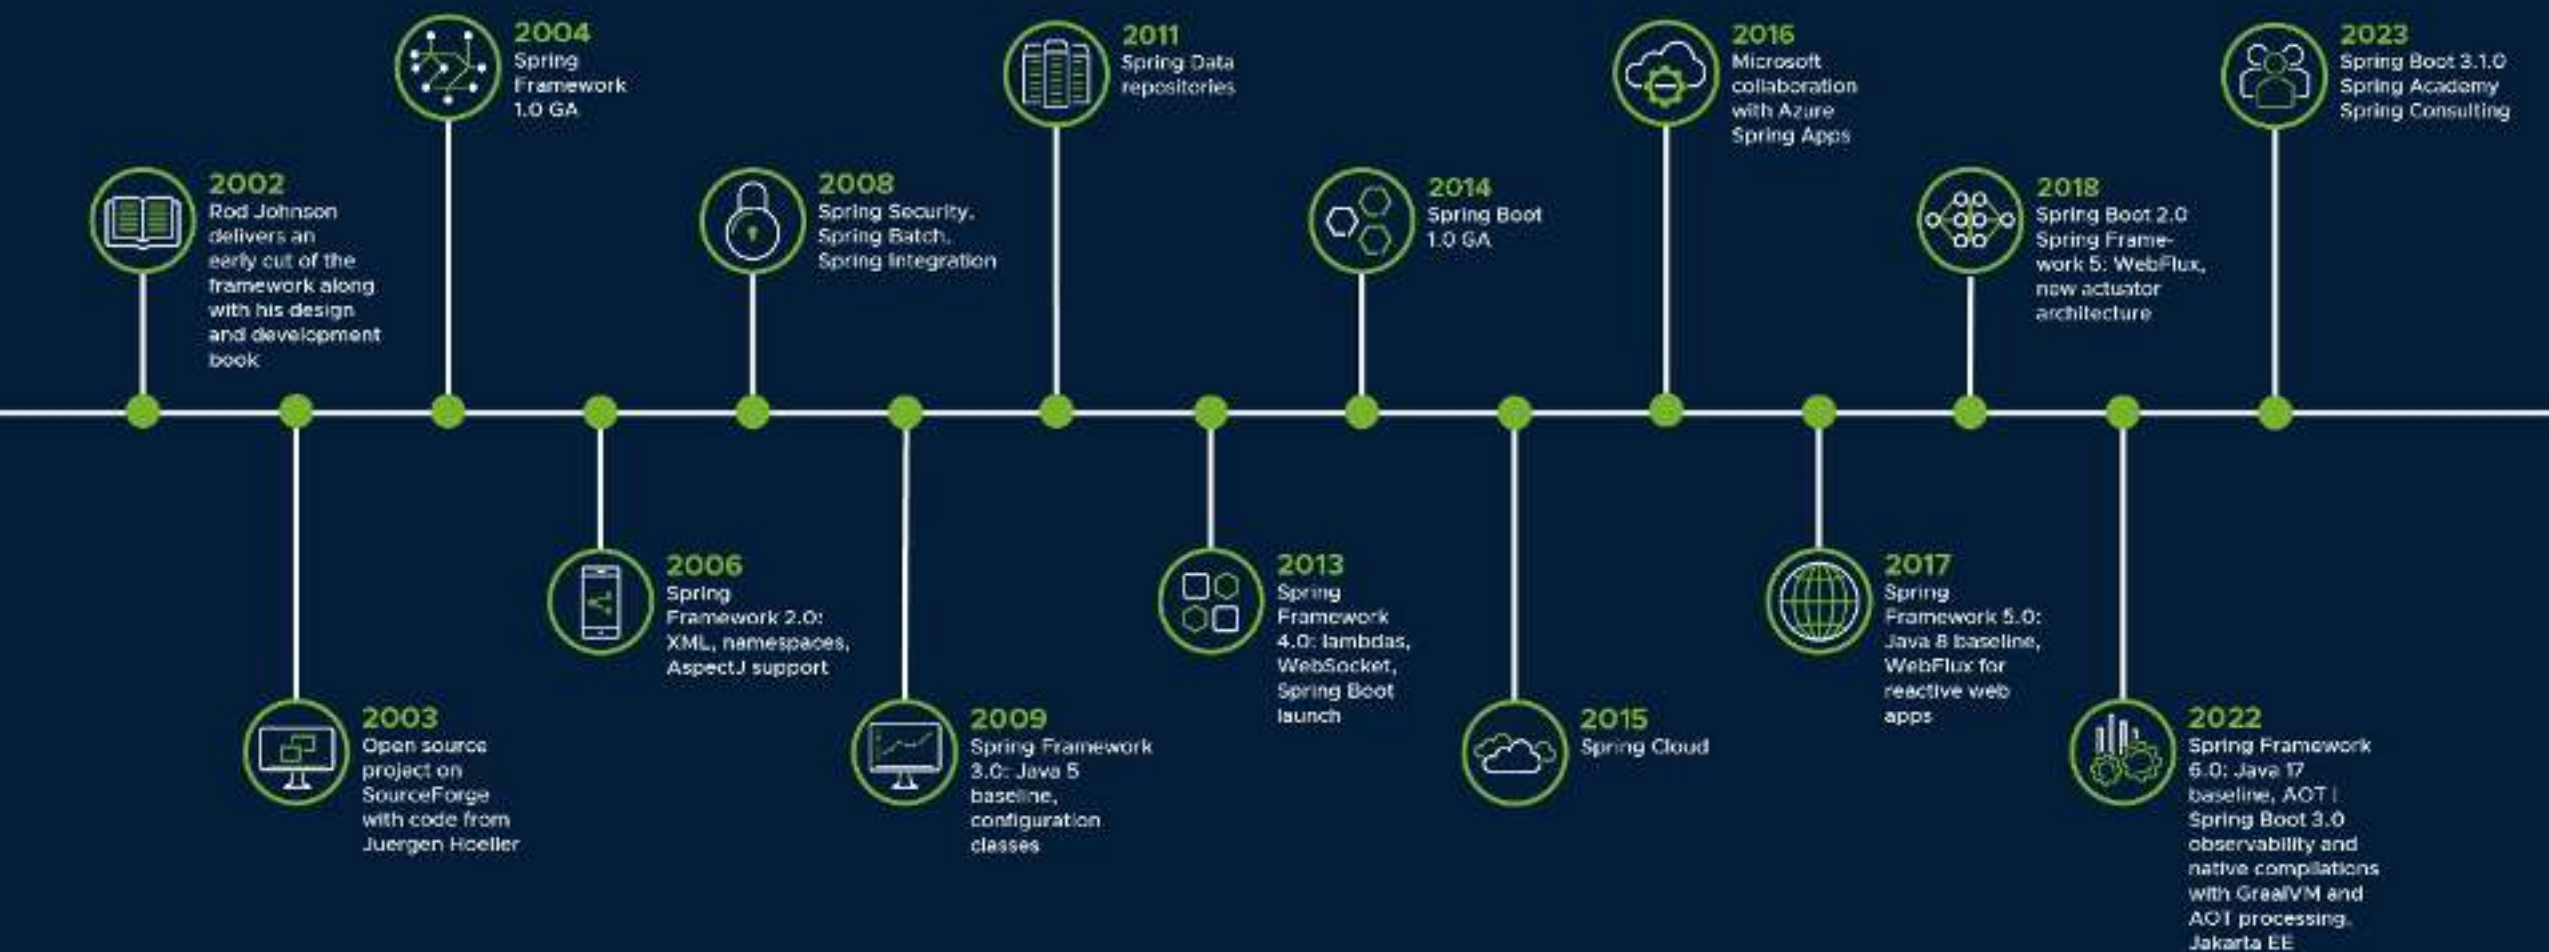 2002
Rod Johnson
delivers an
early cut of the
framework along
with his design
and development
book
2003
Open source
project on
SourceForge
with code from
Juergen Hoeller
2004
Spring
Framework
1.0 GA
2006
Spring
Framework 2.0:
XML, namespaces,
AspectJ support
2008
Spring Security,
Spring Batch,
Spring Integration
2009
Spring Framework
3.0: Java 5
baseline,
configuration
classes
2011
Spring Data
repositories
2013
Spring
Framework
4.0: lambdas,
WebSocket,
Spring Boot
launch
2014
Spring Boot
1.0 GA
2015
Spring Cloud
2016
Microsoft
collaboration
with Azure
Spring Apps
2017
Spring
Framework 5.0:
Java 8 baseline,
WebFlux for
reactive web
apps
2018
Spring Boot 2.0
Spring Frame-
work 5: WebFlux,
new actuator
architecture
2022
Spring Framework
6.0: Java 17
baseline, AOT |
Spring Boot 3.0
observability and
native compilations
with GraalVM and
AOT processing.
Jakarta EE
2023
Spring Boot 3.1.0
Spring Academy
Spring Consulting